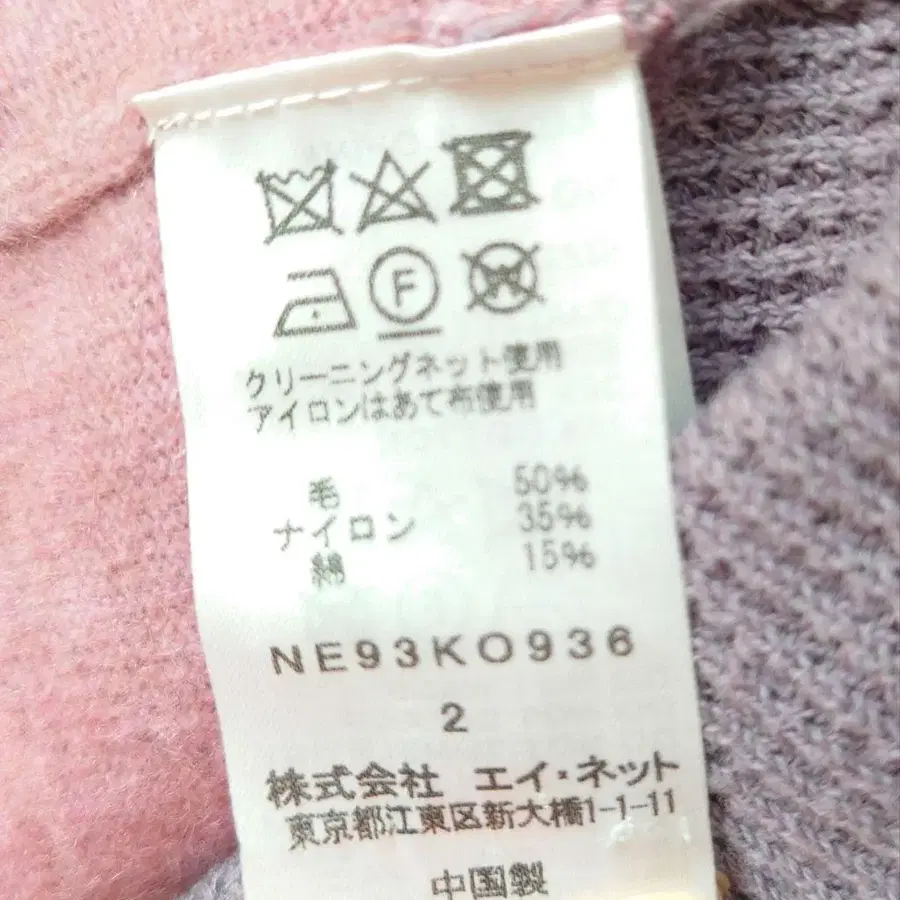 F
W
クリーニングネット使用
アイロンはあて布使用
毛 50%
ナイロン 35%
綿 15%
NE93KO936
2
株式会社 エイ・ネット
東京都江東区新大橋1-1-11
中国製